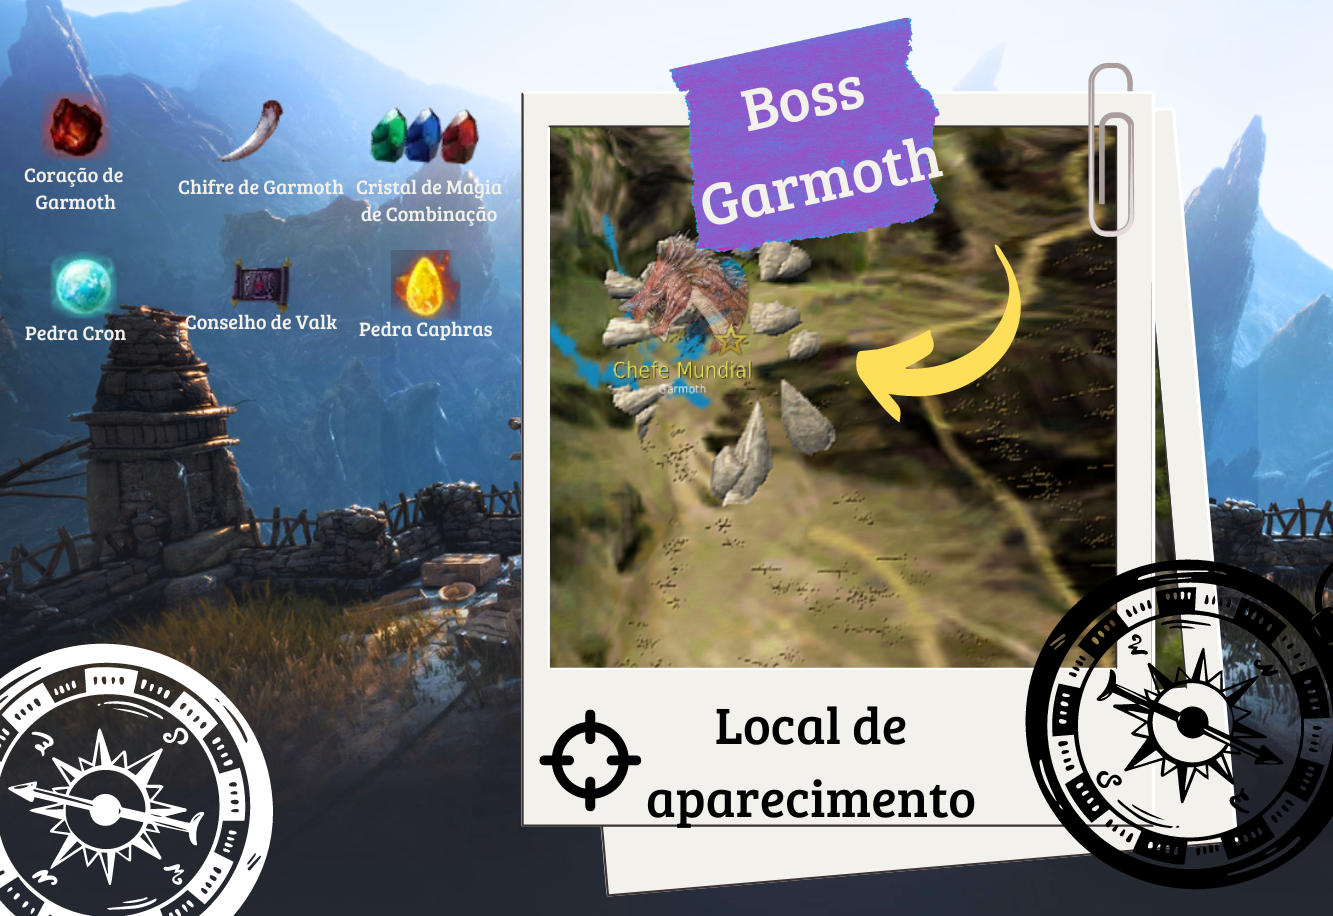 Boss
Garmoth
Coração de
Garmoth
Chifre de Garmoth
Cristal de Magia
de Combinação
Pedra Cron
Conselho de Valk
Pedra Caphras
Chefe Mundial
Garmoth
Local de
aparecimento